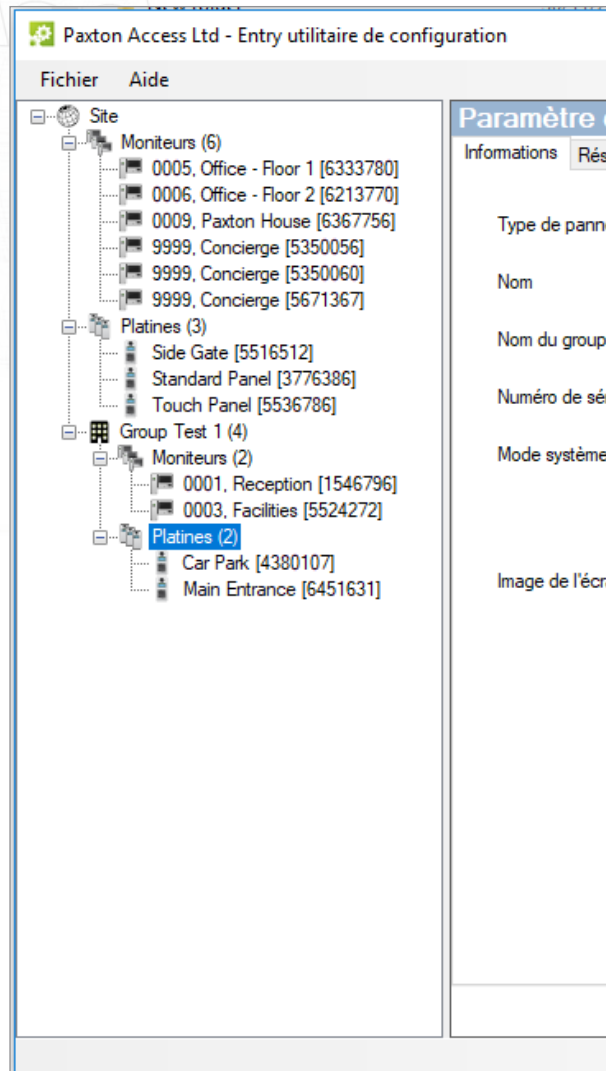 Paxton Access Ltd - Entry utilitaire de configuration
Fichier Aide
Site
Moniteurs (6)
0005, Office - Floor 1 [6333780]
0006, Office - Floor 2 [6213770]
0009, Paxton House [6367756]
9999, Concierge [5350056]
9999, Concierge [5350060]
9999, Concierge [5671367]
Platines (3)
Side Gate [5516512]
Standard Panel [3776386]
Touch Panel [5536786]
Group Test 1 (4)
Moniteurs (2)
0001, Reception [1546796]
0003, Facilities [5524272]
Platines (2)
Car Park [4380107]
Main Entrance [6451631]
Paramètre
Informations Rés
Type de panne
Nom
Nom du group
Numéro de sé
Mode système
Image de l'écr